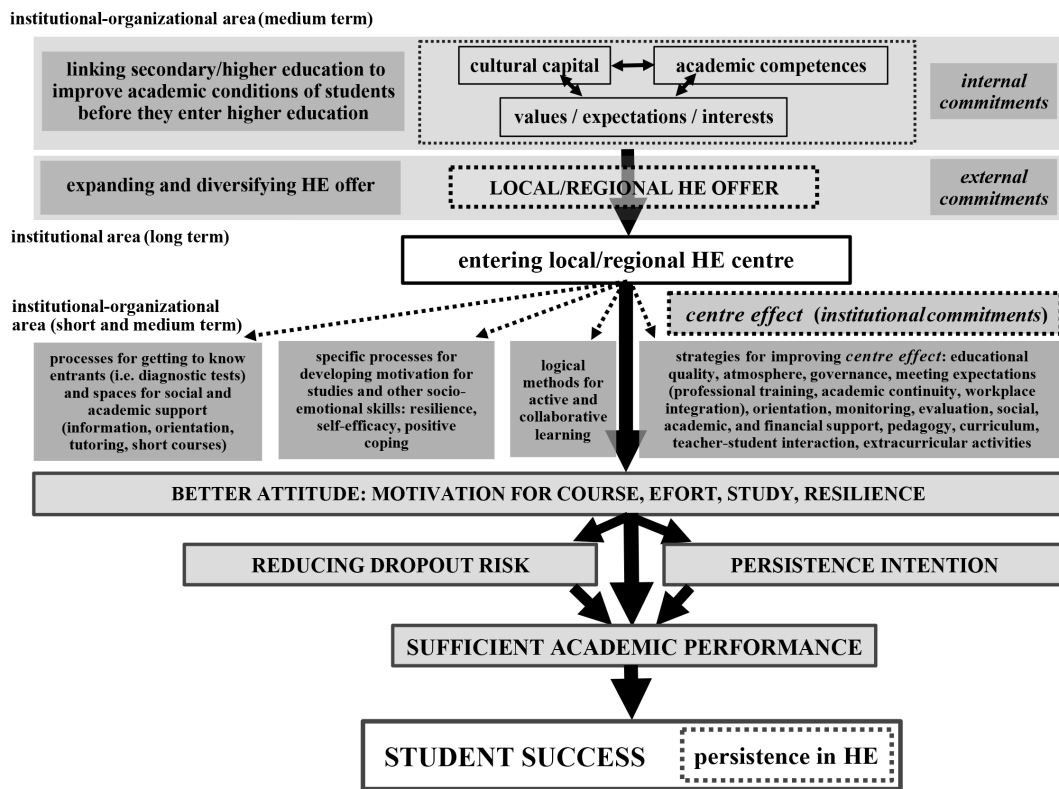 institutional-organizational area (medium term)
linking secondary/higher education to
improve academic conditions of students
before they enter higher education
cultural capital
academic competences
values / expectations / interests
internal
commitments
expanding and diversifying HE offer
LOCAL/REGIONAL HE OFFER
external
commitments
institutional area (long term)
entering local/regional HE centre
institutional-organizational
area (short and medium term)
centre effect (institutional commitments)
processes for getting to know
entrants (i.e. diagnostic tests)
and spaces for social and
academic support
(information, orientation,
tutoring, short courses)
specific processes for
developing motivation for
studies and other socio-
emotional skills: resilience,
self-efficacy, positive
coping
logical
methods for
active and
collaborative
learning
strategies for improving centre effect: educational
quality, atmosphere, governance, meeting expectations
(professional training, academic continuity, workplace
integration), orientation, monitoring, evaluation, social,
academic, and financial support, pedagogy, curriculum,
teacher-student interaction, extracurricular activities
BETTER ATTITUDE: MOTIVATION FOR COURSE, EFORT, STUDY, RESILIENCE
REDUCING DROPOUT RISK
PERSISTENCE INTENTION
SUFFICIENT ACADEMIC PERFORMANCE
STUDENT SUCCESS
persistence in HE